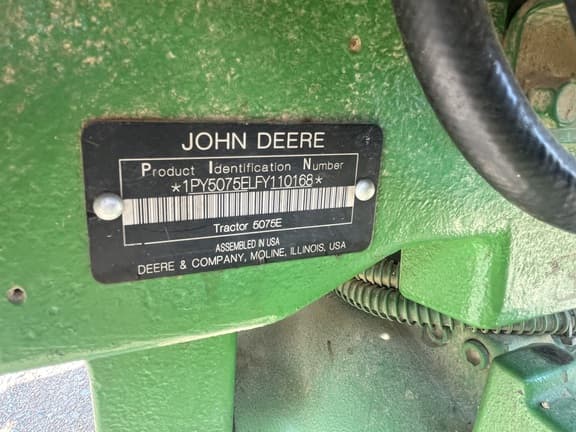 JOHN DEERE
Product Identification Number
*1PY5075ELFY110168*
Tractor 5075E
ASSEMBLED IN USA
DEERE & COMPANY, MOLINE, ILLINOIS, USA